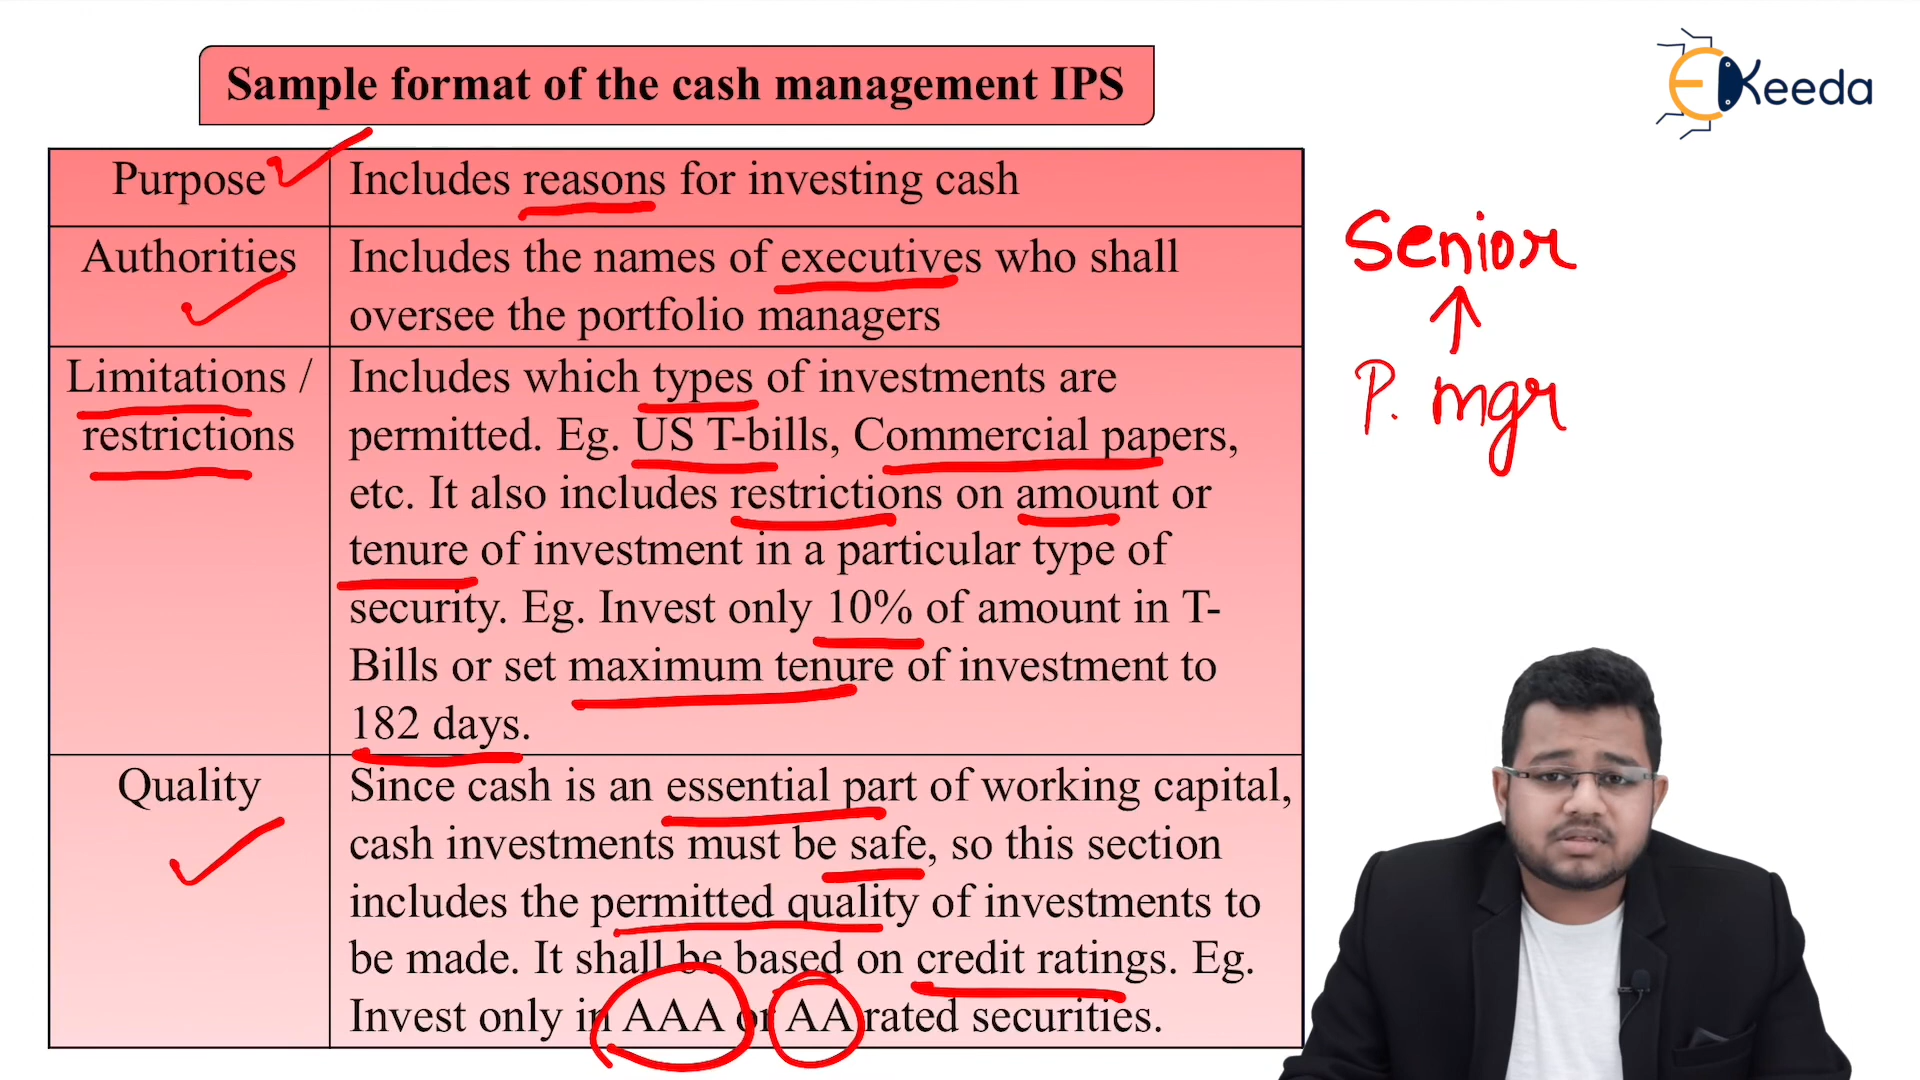 Sample format of the cash management IPS
EKeeda
Purpose
Includes reasons for investing cash
Authorities
Includes the names of executives who shall
oversee the portfolio managers
Limitations /
restrictions
Includes which types of investments are
permitted. Eg. US T-bills, Commercial papers,
etc. It also includes restrictions on amount or
tenure of investment in a particular type of
security. Eg. Invest only 10% of amount in T-
Bills or set maximum tenure of investment to
182 days.
Quality
Since cash is an essential part of working capital,
cash investments must be safe, so this section
includes the permitted quality of investments to
be made. It shall be based on credit ratings. Eg.
Invest only in AAA or AA rated securities.
Senior
P. mgr